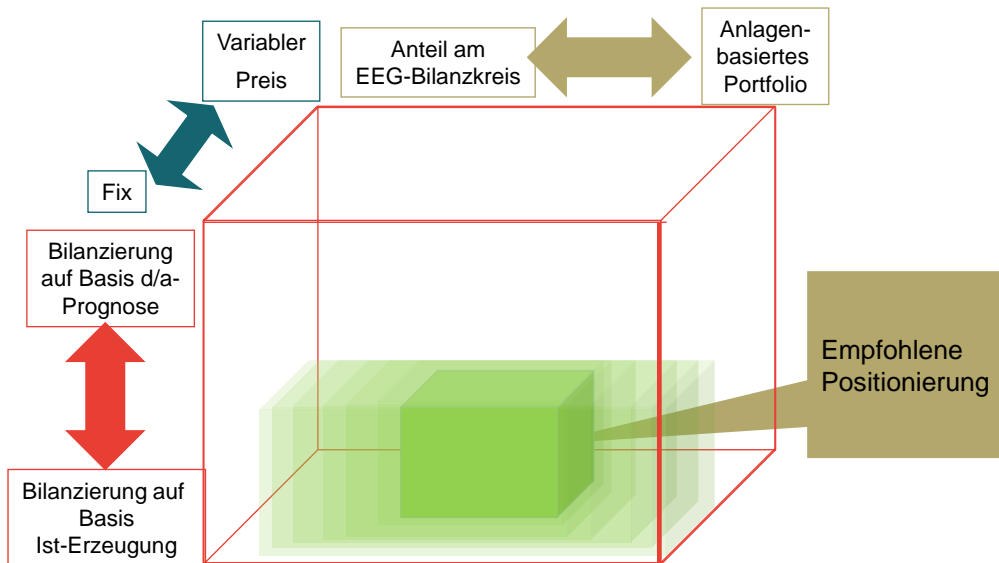 Variabler
Preis
Anteil am
EEG-Bilanzkreis
Anlagen-
basiertes
Portfolio
Fix
Bilanzierung
auf Basis d/a-
Prognose
Empfohlene
Positionierung
Bilanzierung auf
Basis
Ist-Erzeugung